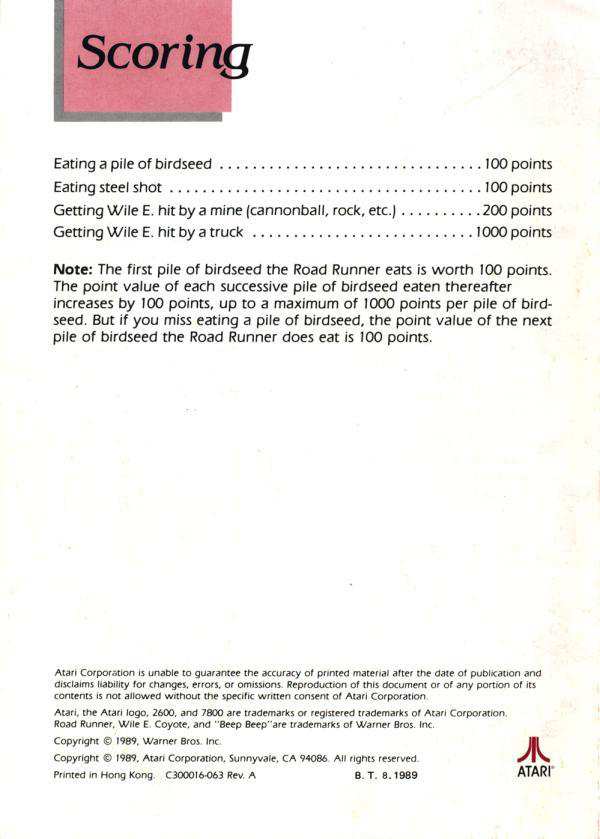 Scoring
Eating a pile of birdseed ................................ 100 points
Eating steel shot ...................................... 100 points
Getting Wile E. hit by a mine (cannonball, rock, etc.) .......... 200 points
Getting Wile E. hit by a truck ........................... 1000 points
Note: The first pile of birdseed the Road Runner eats is worth 100 points.
The point value of each successive pile of birdseed eaten thereafter
increases by 100 points, up to a maximum of 1000 points per pile of bird-
seed. But if you miss eating a pile of birdseed, the point value of the next
pile of birdseed the Road Runner does eat is 100 points.
Atari Corporation is unable to guarantee the accuracy of printed material after the date of publication and
disclaims liability for changes, errors, or omissions. Reproduction of this document or of any portion of its
contents is not allowed without the specific written consent of Atari Corporation.
Atari, the Atari logo, 2600, and 7800 are trademarks or registered trademarks of Atari Corporation.
Road Runner, Wile E. Coyote, and "Beep Beep"are trademarks of Warner Bros. Inc.
Copyright © 1989, Warner Bros. Inc.
Copyright © 1989, Atari Corporation, Sunnyvale, CA 94086. All rights reserved.
Printed in Hong Kong. C300016-063 Rev. A B. T. 8. 1989
ATARI®